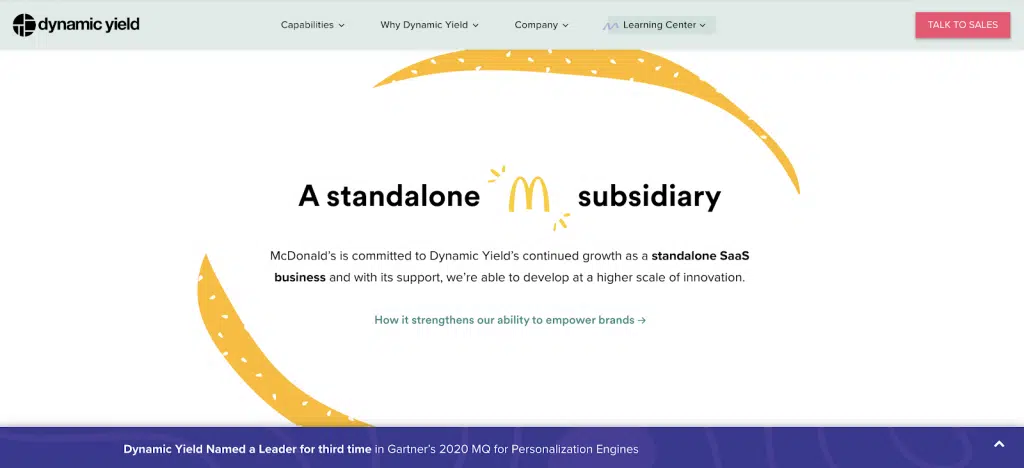 dynamic yield
Capabilities
Why Dynamic Yield
Company
Learning Center
TALK TO SALES
A standalone M subsidiary
McDonald's is committed to Dynamic Yield's continued growth as a standalone SaaS
business and with its support, we're able to develop at a higher scale of innovation.
How it strengthens our ability to empower brands →
Dynamic Yield Named a Leader for third time in Gartner's 2020 MQ for Personalization Engines